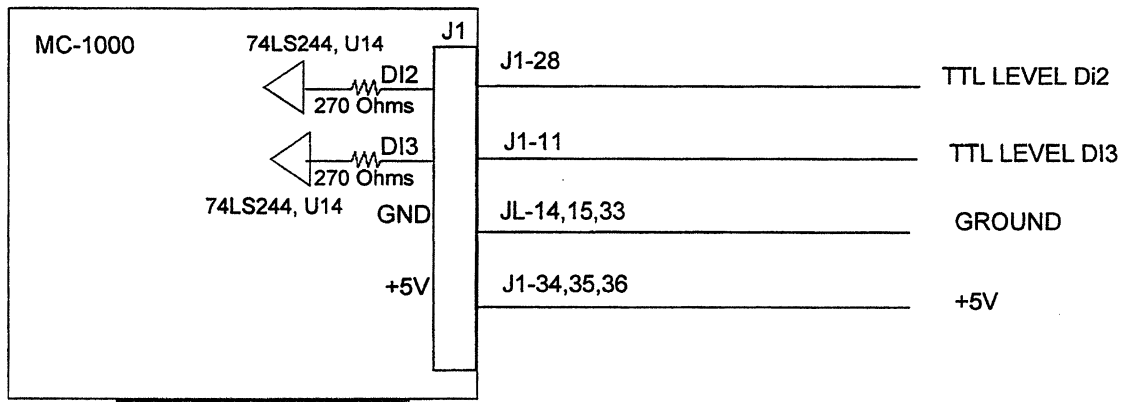 MC-1000
74LS244, U14
J1
DI2
270 Ohms
J1-28
TTL LEVEL Di2
DI3
270 Ohms
74LS244, U14
J1-11
TTL LEVEL DI3
GND
JL-14,15,33
GROUND
+5V
J1-34,35,36
+5V